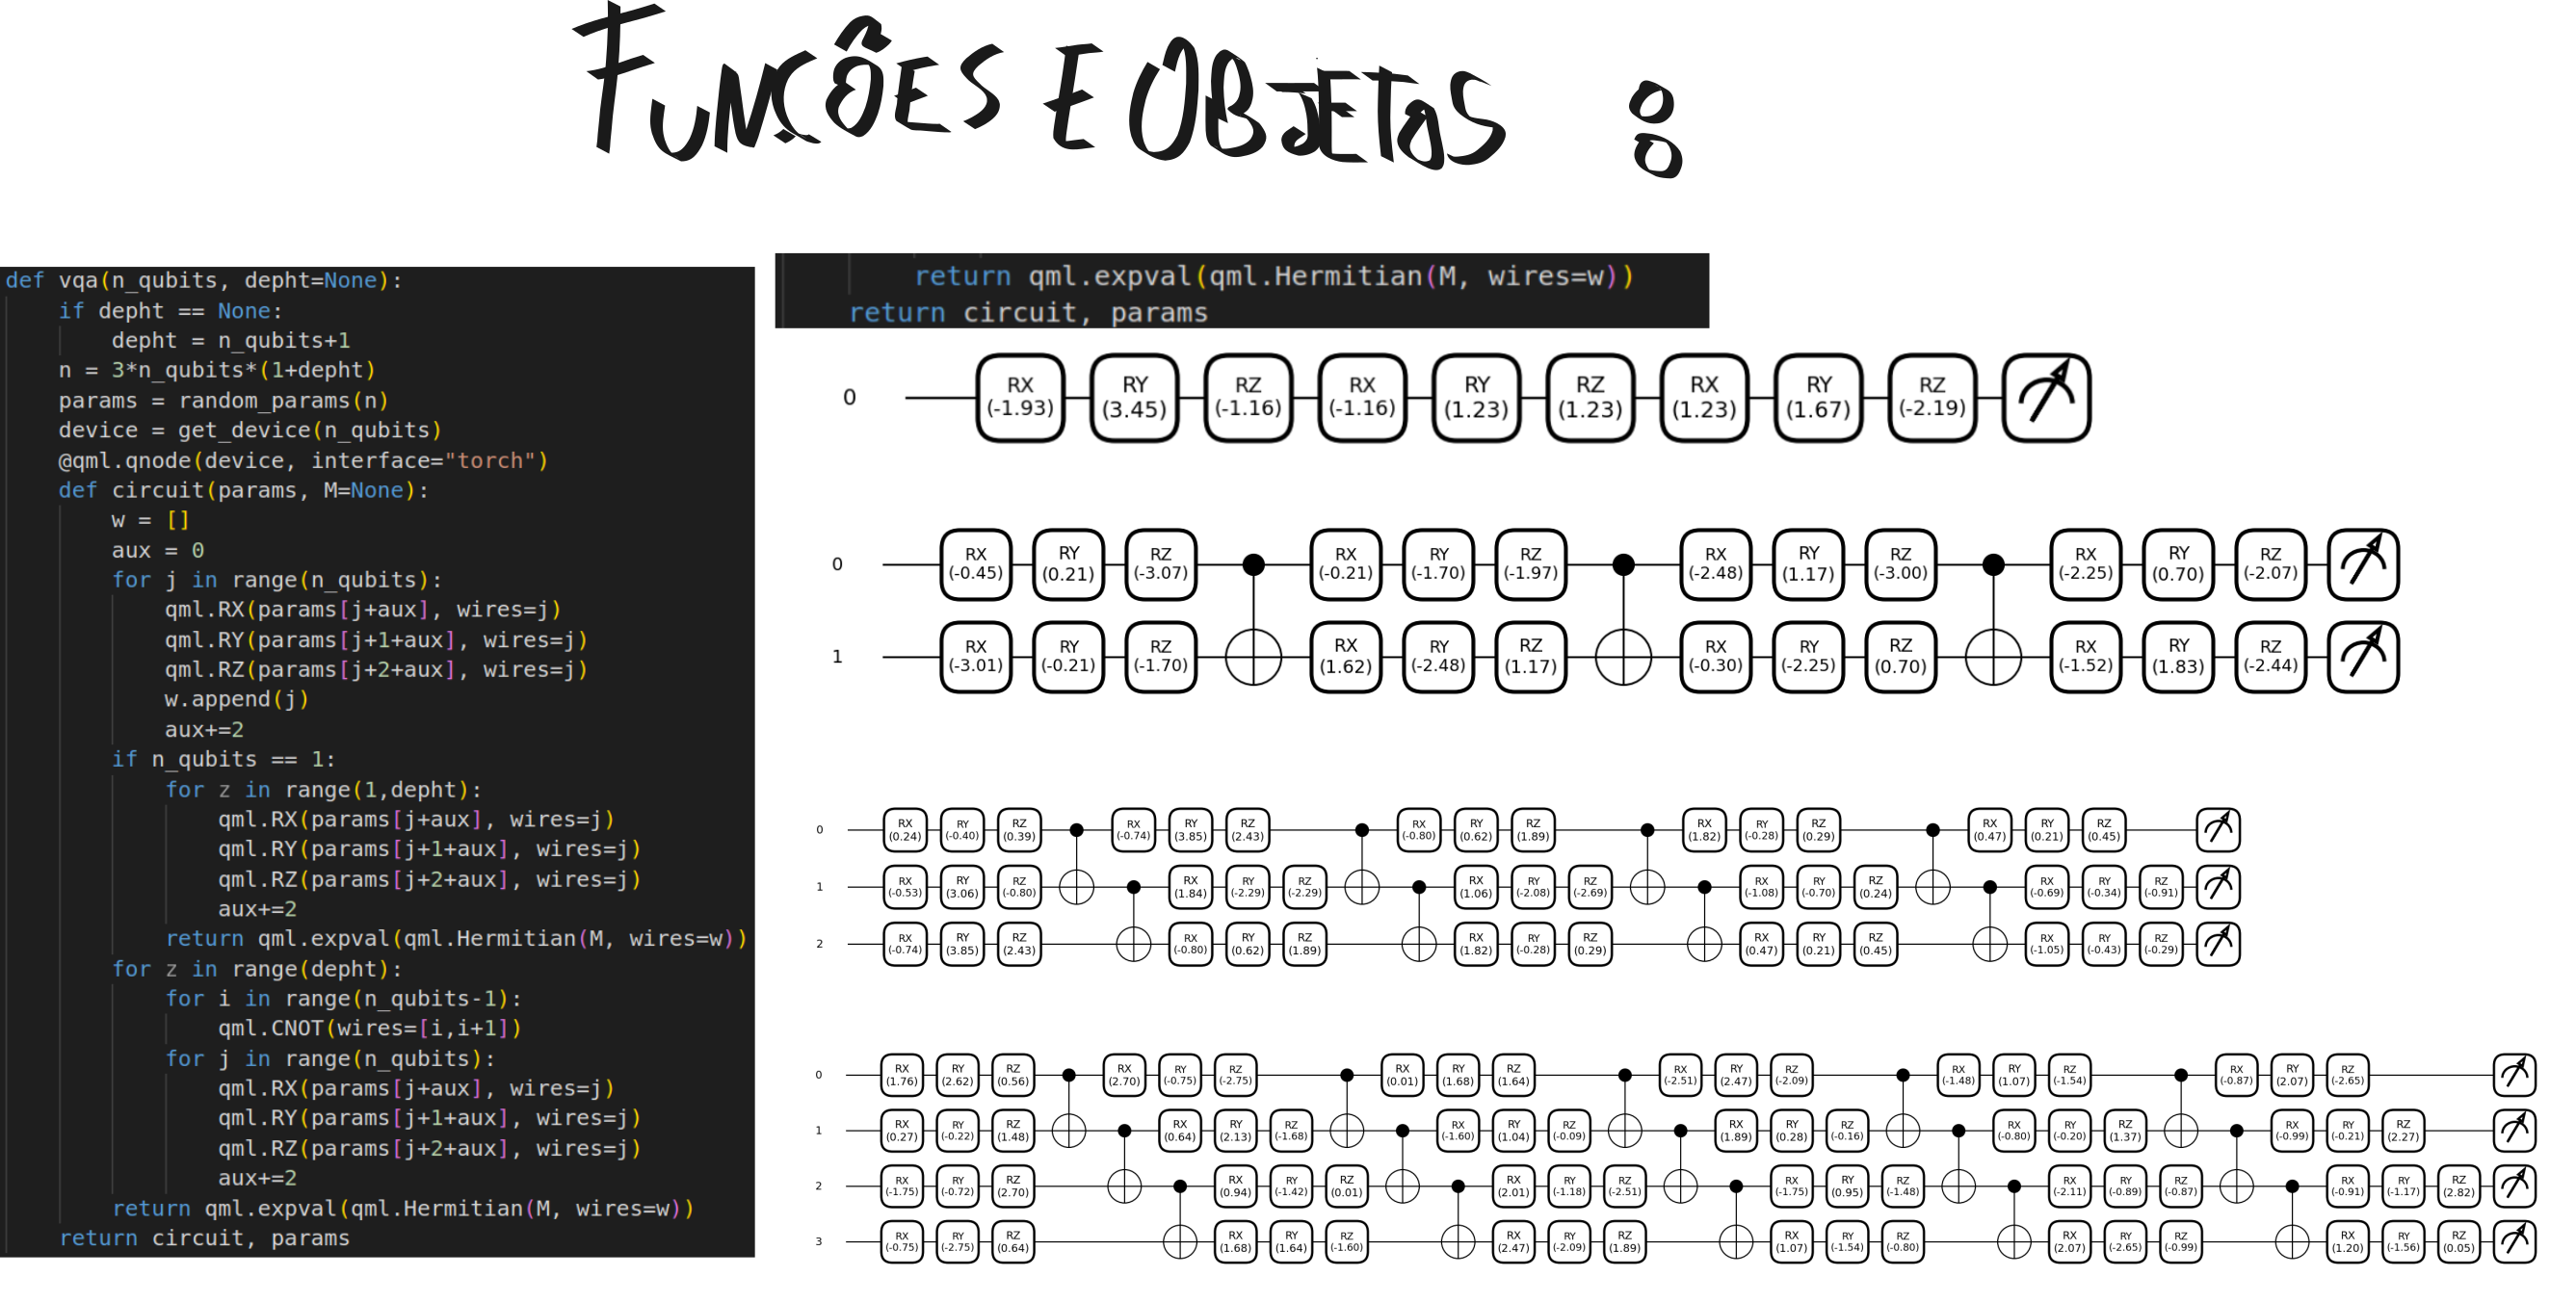 FUNÇÕES E OBJETOS :
def vqa(n_qubits, depht=None):
if depht == None:
depht = n_qubits+1
n = 3*n_qubits*(1+depht)
params = random_params(n)
device = get_device(n_qubits)
@qml.qnode(device, interface="torch")
def circuit(params, M=None):
w = []
aux = 0
for j in range(n_qubits):
qml.RX(params[j+aux], wires=j)
qml.RY(params[j+1+aux], wires=j)
qml.RZ(params[j+2+aux], wires=j)
w.append(j)
aux+=2
if n_qubits == 1:
for z in range(1,depht):
qml.RX(params[j+aux], wires=j)
qml.RY(params[j+1+aux], wires=j)
qml.RZ(params[j+2+aux], wires=j)
aux+=2
return qml.expval(qml.Hermitian(M, wires=w))
for z in range(depht):
for i in range(n_qubits-1):
qml.CNOT(wires=[i,i+1])
for j in range(n_qubits):
qml.RX(params[j+aux], wires=j)
qml.RY(params[j+1+aux], wires=j)
qml.RZ(params[j+2+aux], wires=j)
aux+=2
return qml.expval(qml.Hermitian(M, wires=w))
return circuit, params
return qml.expval(qml.Hermitian(M, wires=w))
return circuit, params
RX RY RZ RX RY RZ RX RY RZ
0 (-1.93) (3.45) (-1.16) (-1.16) (1.23) (1.23) (1.23) (1.67) (-2.19)
RX RY RZ RX RY RZ RX RY RZ RX RY RZ
0 (-0.45) (0.21) (-3.07) (-0.21) (-1.70) (-1.97) (-2.48) (1.17) (-3.00) (-2.25) (0.70) (-2.07)
RX RY RZ RX RY RZ RX RY RZ RX RY RZ
1 (-3.01) (-0.21) (-1.70) (1.62) (-2.48) (1.17) (-0.30) (-2.25) (0.70) (-1.52) (1.83) (-2.44)
RX RY RZ RX RY RZ RX RY RZ RX RY RZ RX RY RZ
0 (0.24) (-0.40) (0.39) (-0.74) (3.85) (2.43) (-0.80) (0.62) (1.89) (1.82) (-0.28) (0.29) (0.47) (0.21) (0.45)
RX RY RZ RX RY RZ RX RY RZ RX RY RZ RX RY RZ
1 (-0.53) (3.06) (-0.80) (1.84) (-2.29) (-2.29) (1.06) (-2.08) (-2.69) (-1.08) (-0.70) (0.24) (-0.69) (-0.34) (-0.91)
RX RY RZ RX RY RZ RX RY RZ RX RY RZ RX RY RZ
2 (-0.74) (3.85) (2.43) (-0.80) (0.62) (1.89) (1.82) (-0.28) (0.29) (0.47) (0.21) (0.45) (-1.05) (-0.43) (-0.29)
RX RY RZ RX RY RZ RX RY RZ RX RY RZ RX RY RZ RX RY RZ
0 (1.76) (2.62) (0.56) (2.70) (-0.75) (-2.75) (0.01) (1.68) (1.64) (-2.51) (2.47) (-2.09) (-1.48) (1.07) (-1.54) (-0.87) (2.07) (-2.65)
RX RY RZ RX RY RZ RX RY RZ RX RY RZ RX RY RZ RX RY RZ
1 (0.27) (-0.22) (1.48) (0.64) (2.13) (-1.68) (-1.60) (1.04) (-0.09) (1.89) (0.28) (-0.16) (-0.80) (-0.20) (1.37) (-0.99) (-0.21) (2.27)
RX RY RZ RX RY RZ RX RY RZ RX RY RZ RX RY RZ RX RY RZ
2 (-1.75) (-0.72) (2.70) (0.94) (-1.42) (0.01) (2.01) (-1.18) (-2.51) (-1.75) (0.95) (-1.48) (-2.11) (-0.89) (-0.87) (-0.91) (-1.17) (2.82)
RX RY RZ RX RY RZ RX RY RZ RX RY RZ RX RY RZ RX RY RZ
3 (-0.75) (-2.75) (0.64) (1.68) (1.64) (-1.60) (2.47) (-2.09) (1.89) (1.07) (-1.54) (-0.80) (2.07) (-2.65) (-0.99) (1.20) (-1.56) (0.05)